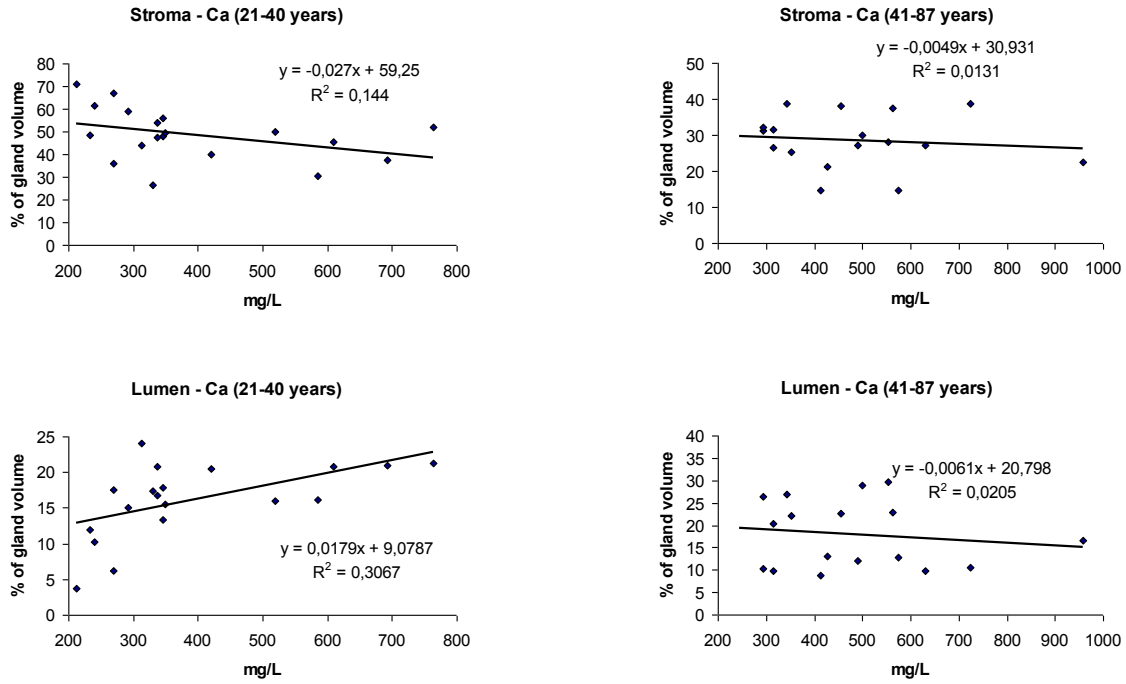 Stroma - Ca (21-40 years)
y = -0,027x + 59,25
R² = 0,144
% of gland volume
80
70
60
50
40
30
20
10
0
200 300 400 500 600 700 800
mg/L
Stroma - Ca (41-87 years)
y = -0,0049x + 30,931
R² = 0,0131
% of gland volume
50
40
30
20
10
0
200 300 400 500 600 700 800 900 1000
mg/L
Lumen - Ca (21-40 years)
% of gland volume
25
20
15
10
5
0
y = 0,0179x + 9,0787
R² = 0,3067
200 300 400 500 600 700 800
mg/L
Lumen - Ca (41-87 years)
y = -0,0061x + 20,798
R² = 0,0205
% of gland volume
40
35
30
25
20
15
10
5
0
200 300 400 500 600 700 800 900 1000
mg/L